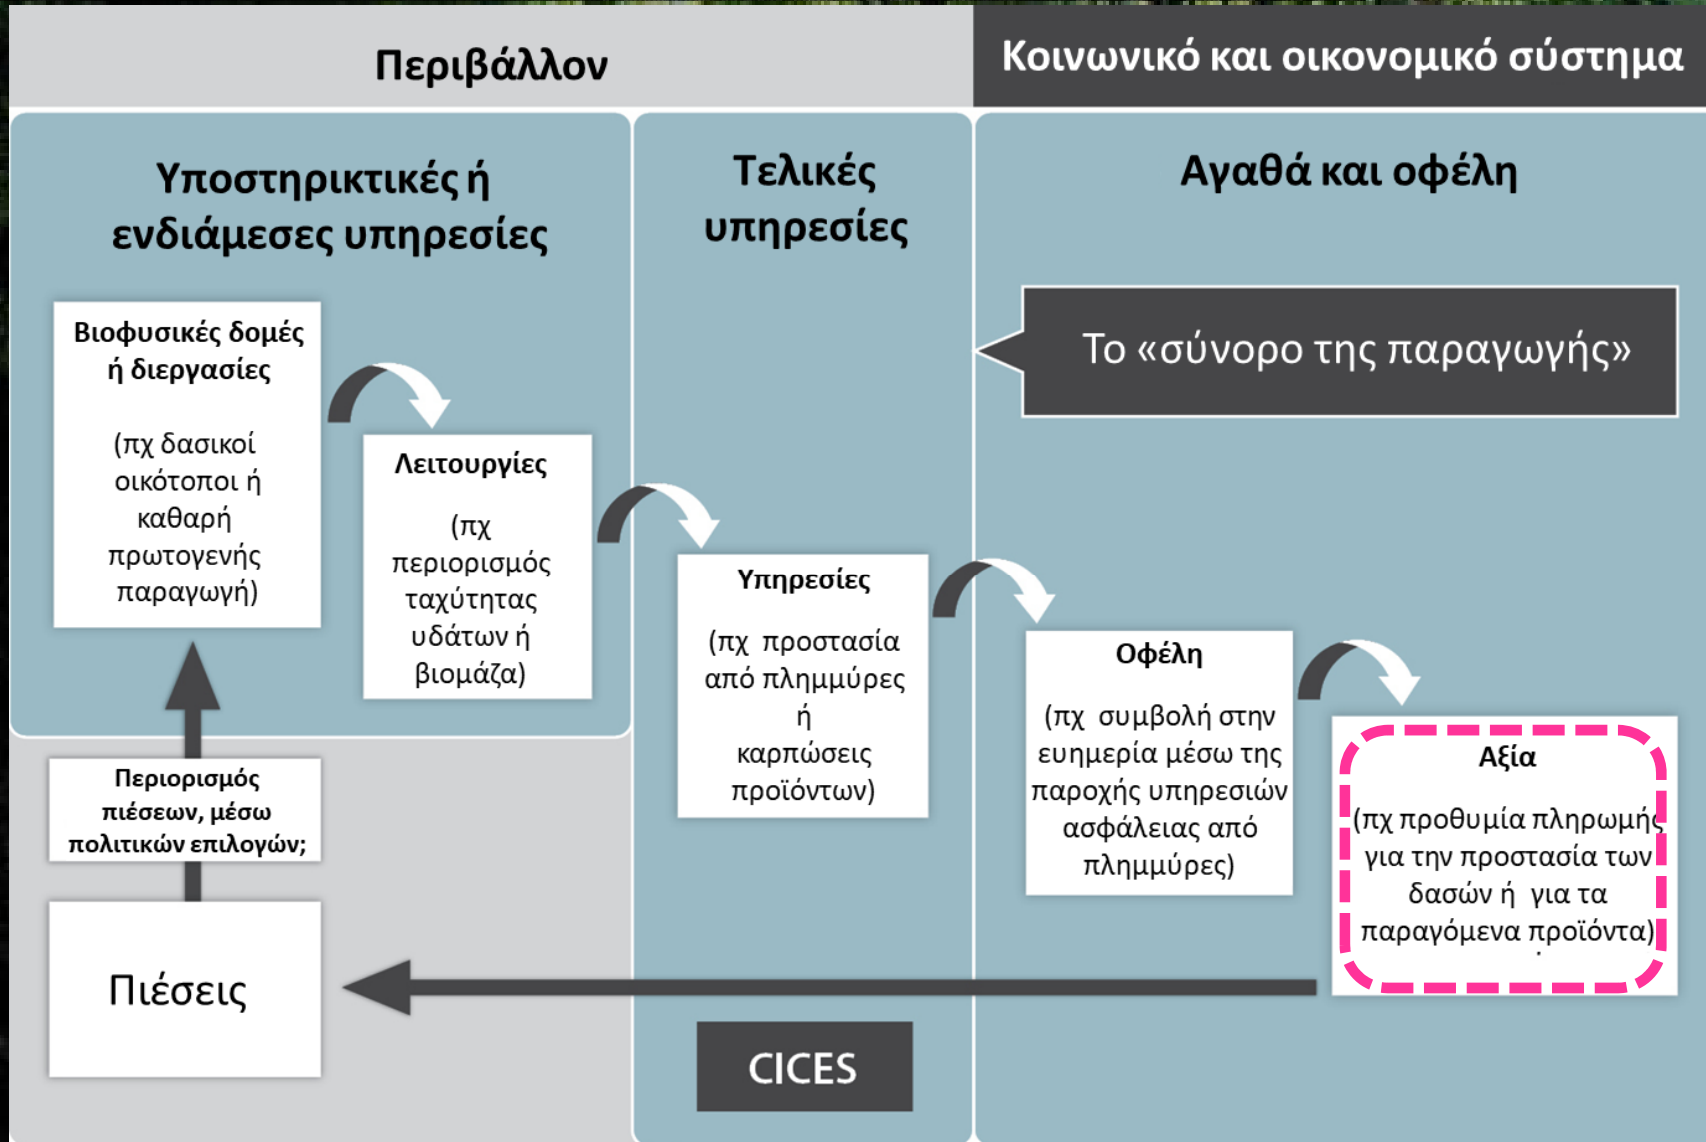 Περιβάλλον
Κοινωνικό και οικονομικό σύστημα
Υποστηρικτικές ή
ενδιάμεσες υπηρεσίες
Τελικές
υπηρεσίες
Αγαθά και οφέλη
Το «σύνορο της παραγωγής»
Βιοφυσικές δομές
ή διεργασίες
(πχ δασικοί
οικότοποι ή
καθαρή
πρωτογενής
παραγωγή)
Λειτουργίες
(πχ
περιορισμός
ταχύτητας
υδάτων ή
βιομάζα)
Υπηρεσίες
(πχ προστασία
από πλημμύρες
ή
καρπώσεις
προϊόντων)
Οφέλη
(πχ συμβολή στην
ευημερία μέσω της
παροχής υπηρεσιών
ασφάλειας από
πλημμύρες)
Αξία
(πχ προθυμία πληρωμής
για την προστασία των
δασών ή για τα
παραγόμενα προϊόντα)
.
Περιορισμός
πιέσεων, μέσω
πολιτικών επιλογών;
Πιέσεις
CICES